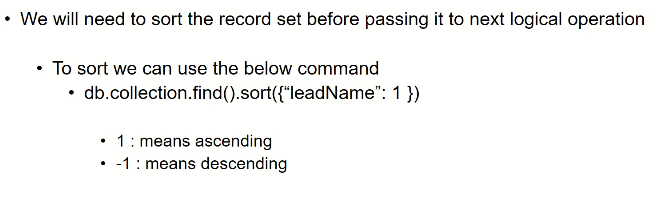 • We will need to sort the record set before passing it to next logical operation
• To sort we can use the below command
• db.collection.find().sort({“leadName”: 1 })
• 1 : means ascending
• -1 : means descending